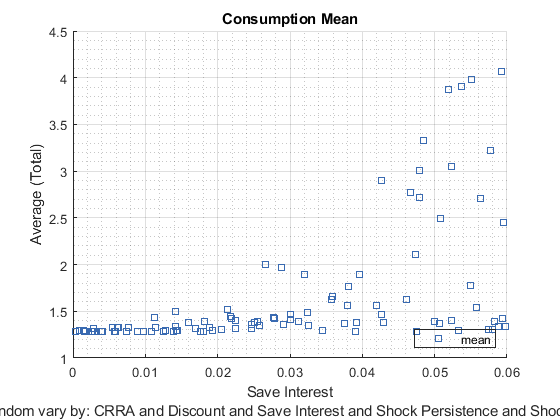 Consumption Mean
4.5
4
3.5
3
2.5
2
1.5
1
Average (Total)
0 0.01 0.02 0.03 0.04 0.05 0.06
Save Interest
mean
ndom vary by: CRRA and Discount and Save Interest and Shock Persistence and Sho